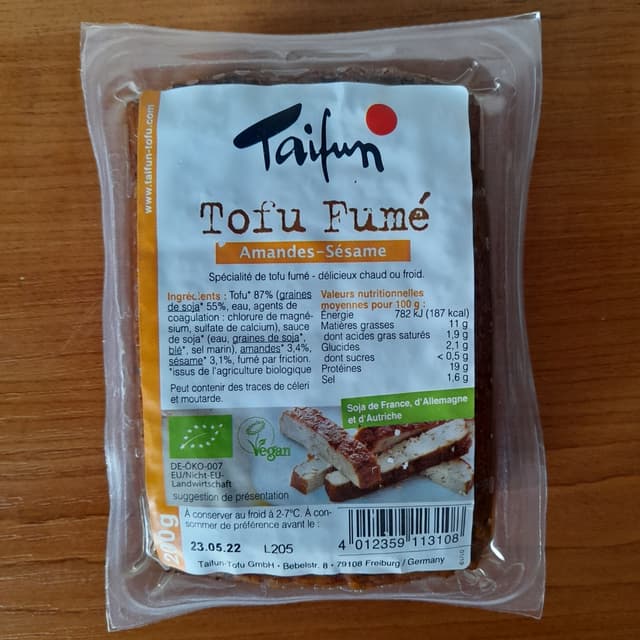 www.taifun-tofu.com
Taifun
Tofu Fumé
Amandes-Sésame
Spécialité de tofu fumé - délicieux chaud ou froid.
Ingrédients : Tofu* 87% (graines
de soja* 55%, eau, agents de
coagulation : chlorure de magné-
sium, sulfate de calcium), sauce
de soja* (eau, graines de soja*,
blé*, sel marin), amandes* 3,4%,
sésame* 3,1%, fumé par friction.
*issus de l'agriculture biologique
Peut contenir des traces de céleri
et moutarde.
Valeurs nutritionnelles
moyennes pour 100 g :
Énergie 782 kJ (187 kcal)
Matières grasses 11 g
dont acides gras saturés 1,9 g
Glucides 2,1 g
dont sucres < 0,5 g
Protéines 19 g
Sel 1,6 g
Soja de France, d'Allemagne
et d'Autriche
Vegan
DE-ÖKO-007
EU/Nicht-EU-
Landwirtschaft
suggestion de présentation
À conserver au froid à 2-7°C. À con-
sommer de préférence avant le :
23.05.22 L205
4 012359 113108
Taifun-Tofu GmbH • Bebelstr. 8 • 79108 Freiburg / Germany